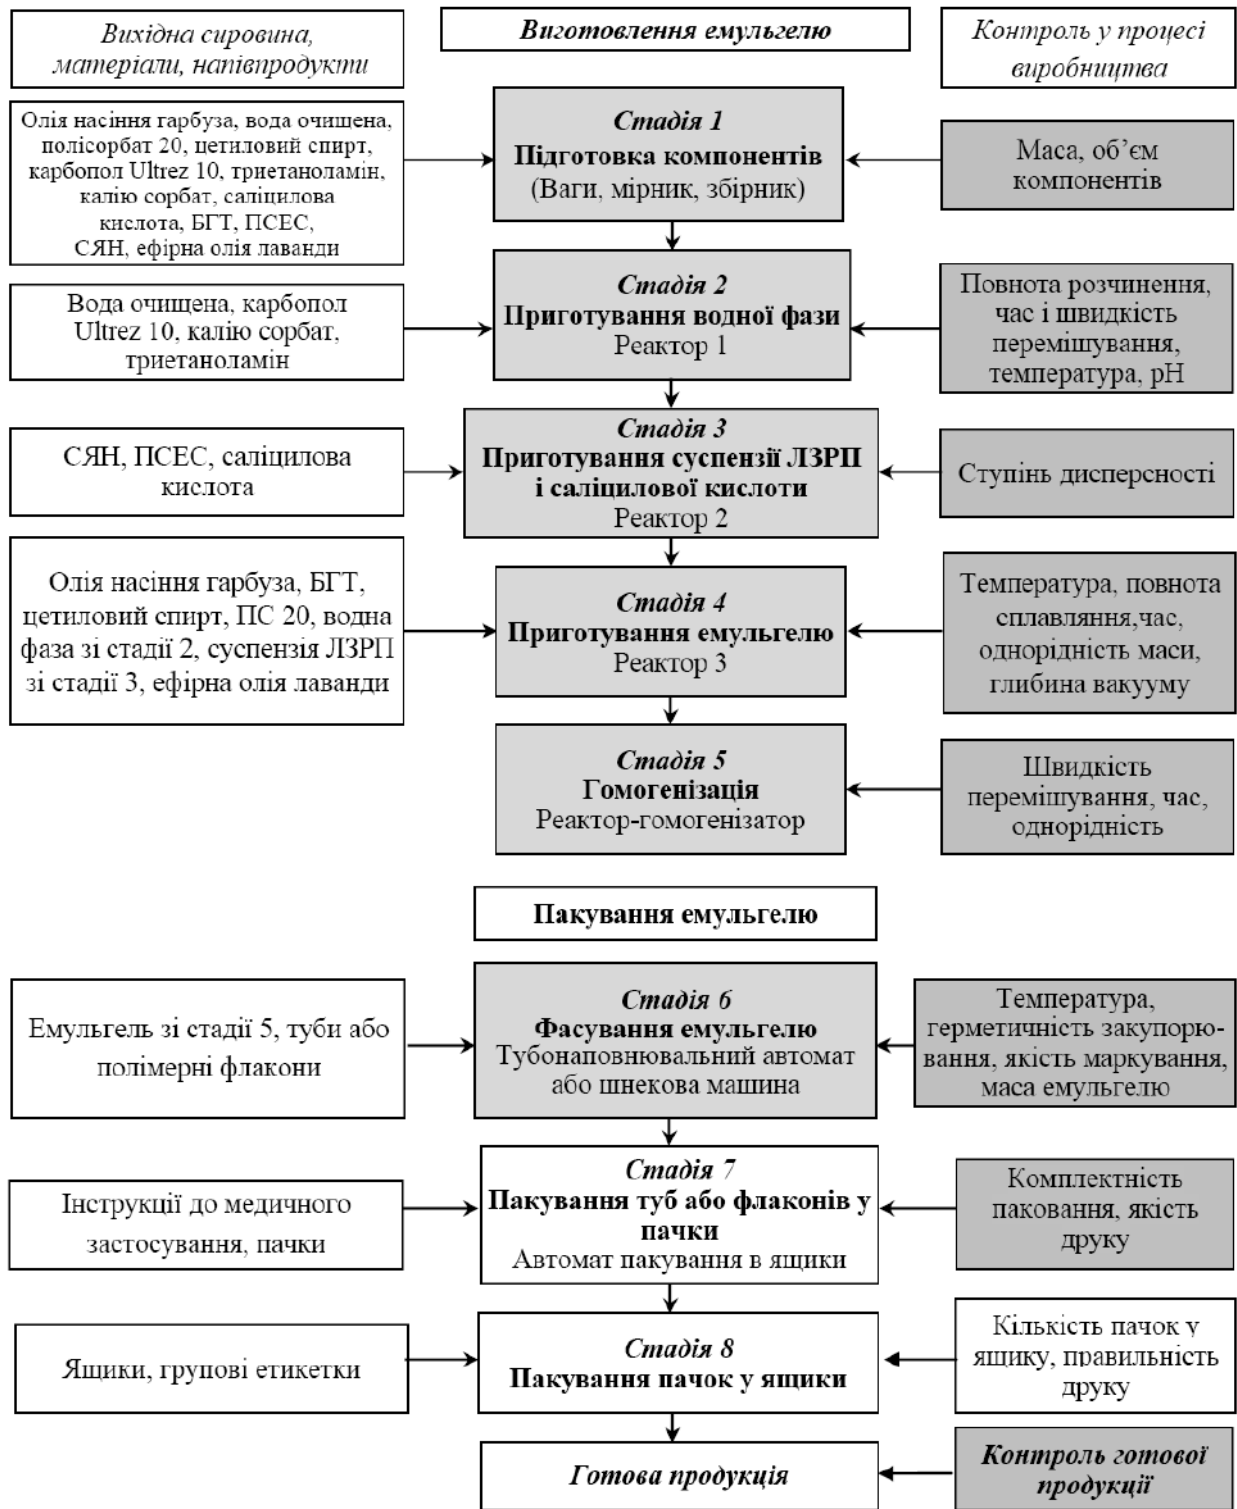 Вихідна сировина,
матеріали, напівпродукти
Виготовлення емульгелю
Контроль у процесі
виробництва
Олія насіння гарбуза, вода очищена,
полісорбат 20, цетиловий спирт,
карбопол Ultrez 10, триетаноламін,
калію сорбат, саліцилова
кислота, БГТ, ПСЕС,
СЯН, ефірна олія лаванди
Стадія 1
Підготовка компонентів
(Ваги, мірник, збірник)
Маса, об’єм
компонентів
Вода очищена, карбопол
Ultrez 10, калію сорбат,
триетаноламін
Стадія 2
Приготування водної фази
Реактор 1
Повнота розчинення,
час і швидкість
перемішування,
температура, рН
СЯН, ПСЕС, саліцилова
кислота
Стадія 3
Приготування суспензії ЛЗРП
і саліцилової кислоти
Реактор 2
Ступінь дисперсності
Олія насіння гарбуза, БГТ,
цетиловий спирт, ПС 20, водна
фаза зі стадії 2, суспензія ЛЗРП
зі стадії 3, ефірна олія лаванди
Стадія 4
Приготування емульгелю
Реактор 3
Температура, повнота
сплавляння,час,
однорідність маси,
глибина вакууму
Стадія 5
Гомогенізація
Реактор-гомогенізатор
Швидкість
перемішування, час,
однорідність
Пакування емульгелю
Емульгель зі стадії 5, туби або
полімерні флакони
Стадія 6
Фасування емульгелю
Тубонаповнювальний автомат
або шнекова машина
Температура,
герметичність закупорю-
вання, якість маркування,
маса емульгелю
Інструкції до медичного
застосування, пачки
Стадія 7
Пакування туб або флаконів у
пачки
Автомат пакування в ящики
Комплектність
паковання, якість
друку
Ящики, групові етикетки
Стадія 8
Пакування пачок у ящики
Кількість пачок у
ящику, правильність
друку
Готова продукція
Контроль готової
продукції